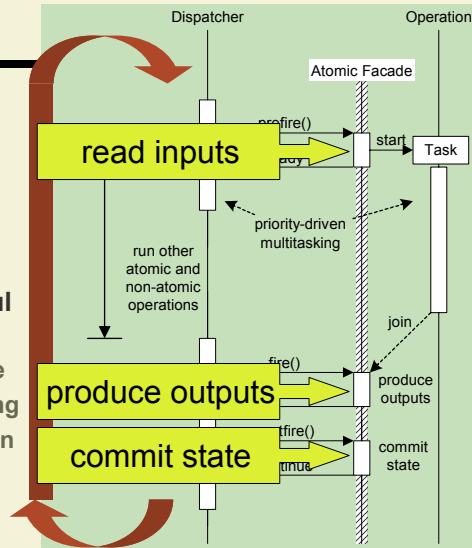 Dispatcher
Operation
Atomic Facade
read inputs
start
Task
priority-driven
multitasking
run other
atomic and
non-atomic
operations
join
fire()
produce outputs
produce
outputs
commit state
commit
state